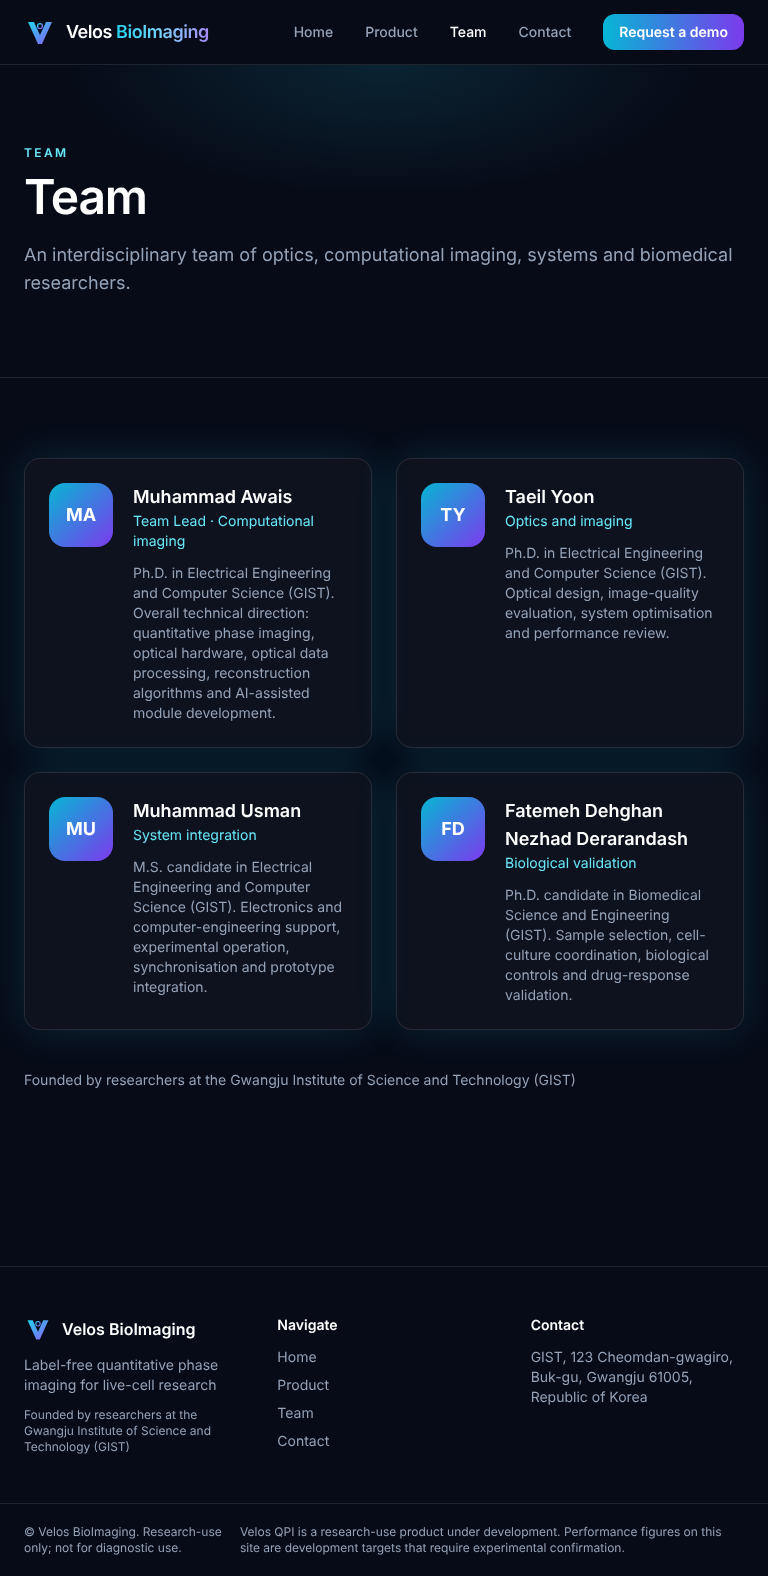 Velos BioImaging
Home
Product
Team
Contact
Request a demo
TEAM
Team
An interdisciplinary team of optics, computational imaging, systems and biomedical
researchers.
MA
Muhammad Awais
Team Lead · Computational
imaging
Ph.D. in Electrical Engineering
and Computer Science (GIST).
Overall technical direction:
quantitative phase imaging,
optical hardware, optical data
processing, reconstruction
algorithms and AI-assisted
module development.
TY
Taeil Yoon
Optics and imaging
Ph.D. in Electrical Engineering
and Computer Science (GIST).
Optical design, image-quality
evaluation, system optimisation
and performance review.
MU
Muhammad Usman
System integration
M.S. candidate in Electrical
Engineering and Computer
Science (GIST). Electronics and
computer-engineering support,
experimental operation,
synchronisation and prototype
integration.
FD
Fatemeh Dehghan
Nezhad Derarandash
Biological validation
Ph.D. candidate in Biomedical
Science and Engineering
(GIST). Sample selection, cell-
culture coordination, biological
controls and drug-response
validation.
Founded by researchers at the Gwangju Institute of Science and Technology (GIST)
Velos BioImaging
Label-free quantitative phase
imaging for live-cell research
Founded by researchers at the
Gwangju Institute of Science and
Technology (GIST)
Navigate
Home
Product
Team
Contact
Contact
GIST, 123 Cheomdan-gwagiro,
Buk-gu, Gwangju 61005,
Republic of Korea
© Velos BioImaging. Research-use
only; not for diagnostic use.
Velos QPI is a research-use product under development. Performance figures on this
site are development targets that require experimental confirmation.